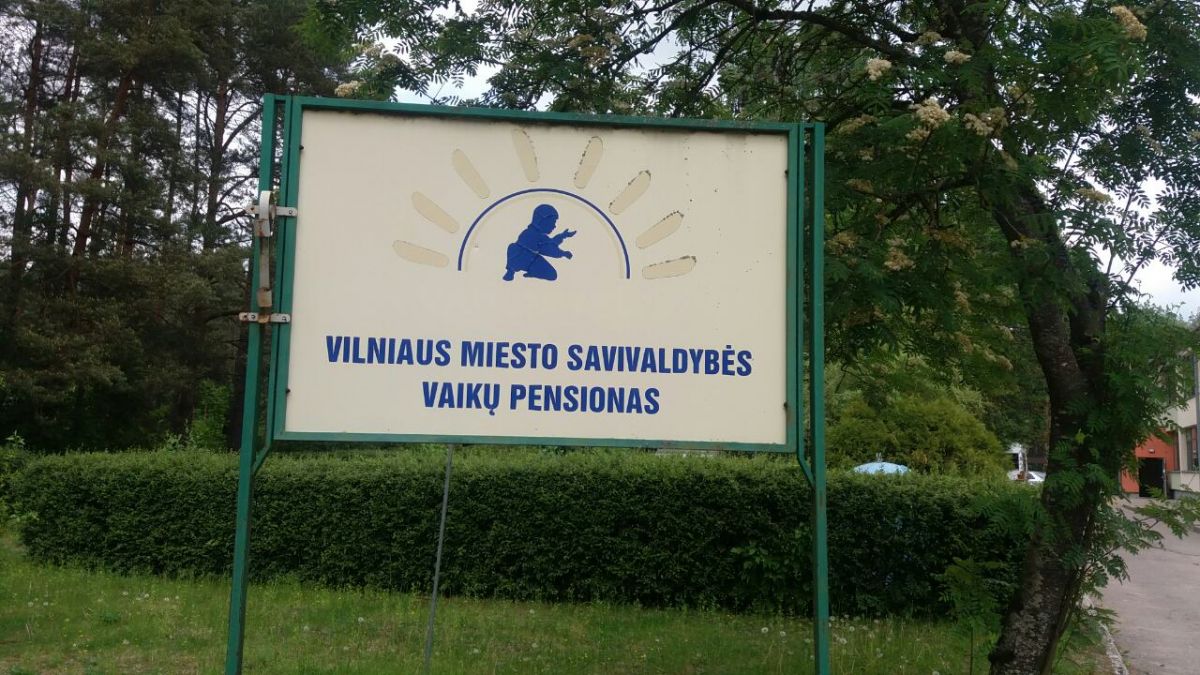 VILNIAUS MIESTO SAVIVALDYBĖS
VAIKŲ PENSIONAS